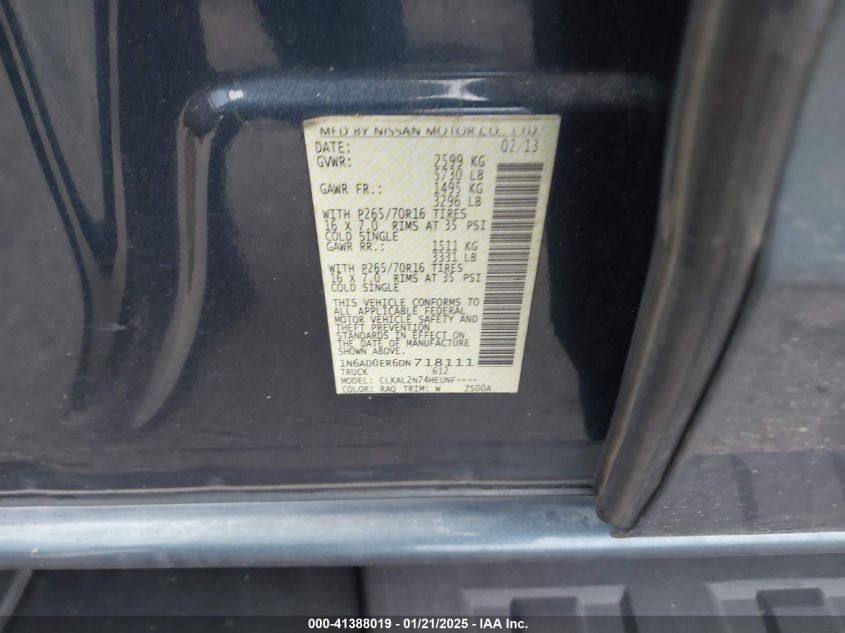 MFD BY NISSAN MOTOR CO., LTD.
DATE: 02/13
GVWR: 2599 KG
5730 LB
GAWR FR.: 1495 KG
3296 LB
WITH P265/70R16 TIRES
16 X 7.0 RIMS AT 35 PSI
COLD SINGLE
GAWR RR.: 1511 KG
3331 LB
WITH P265/70R16 TIRES
16 X 7.0 RIMS AT 35 PSI
COLD SINGLE
THIS VEHICLE CONFORMS TO
ALL APPLICABLE FEDERAL
MOTOR VEHICLE SAFETY AND
THEFT PREVENTION
STANDARDS IN EFFECT ON
THE DATE OF MANUFACTURE
SHOWN ABOVE.
1N6AD0ER6DN718111
TRUCK 612
MODEL: CLKAL2N74HEUNF----
COLOR: RAQ TRIM: W ZS00A
000-41388019 - 01/21/2025 - IAA Inc.